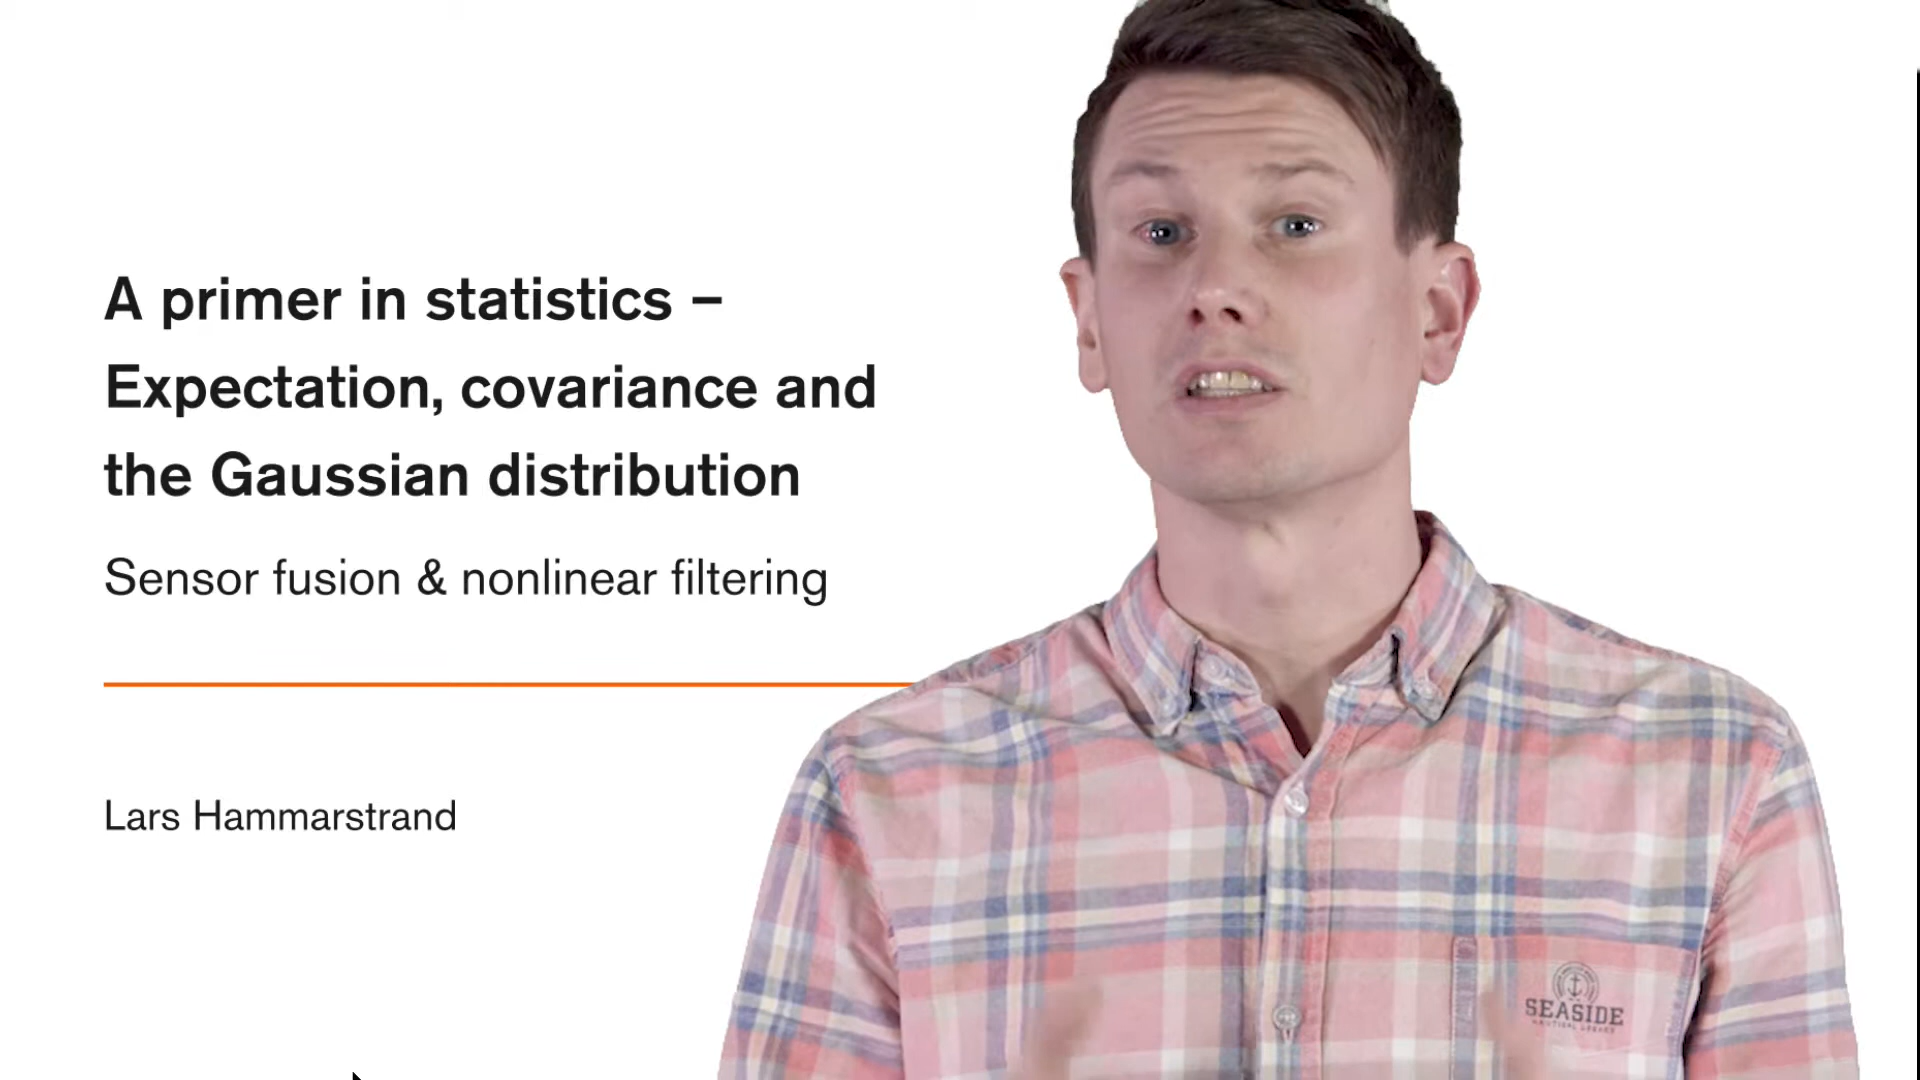 A primer in statistics –
Expectation, covariance and
the Gaussian distribution
Sensor fusion & nonlinear filtering
Lars Hammarstrand
SEASIDE